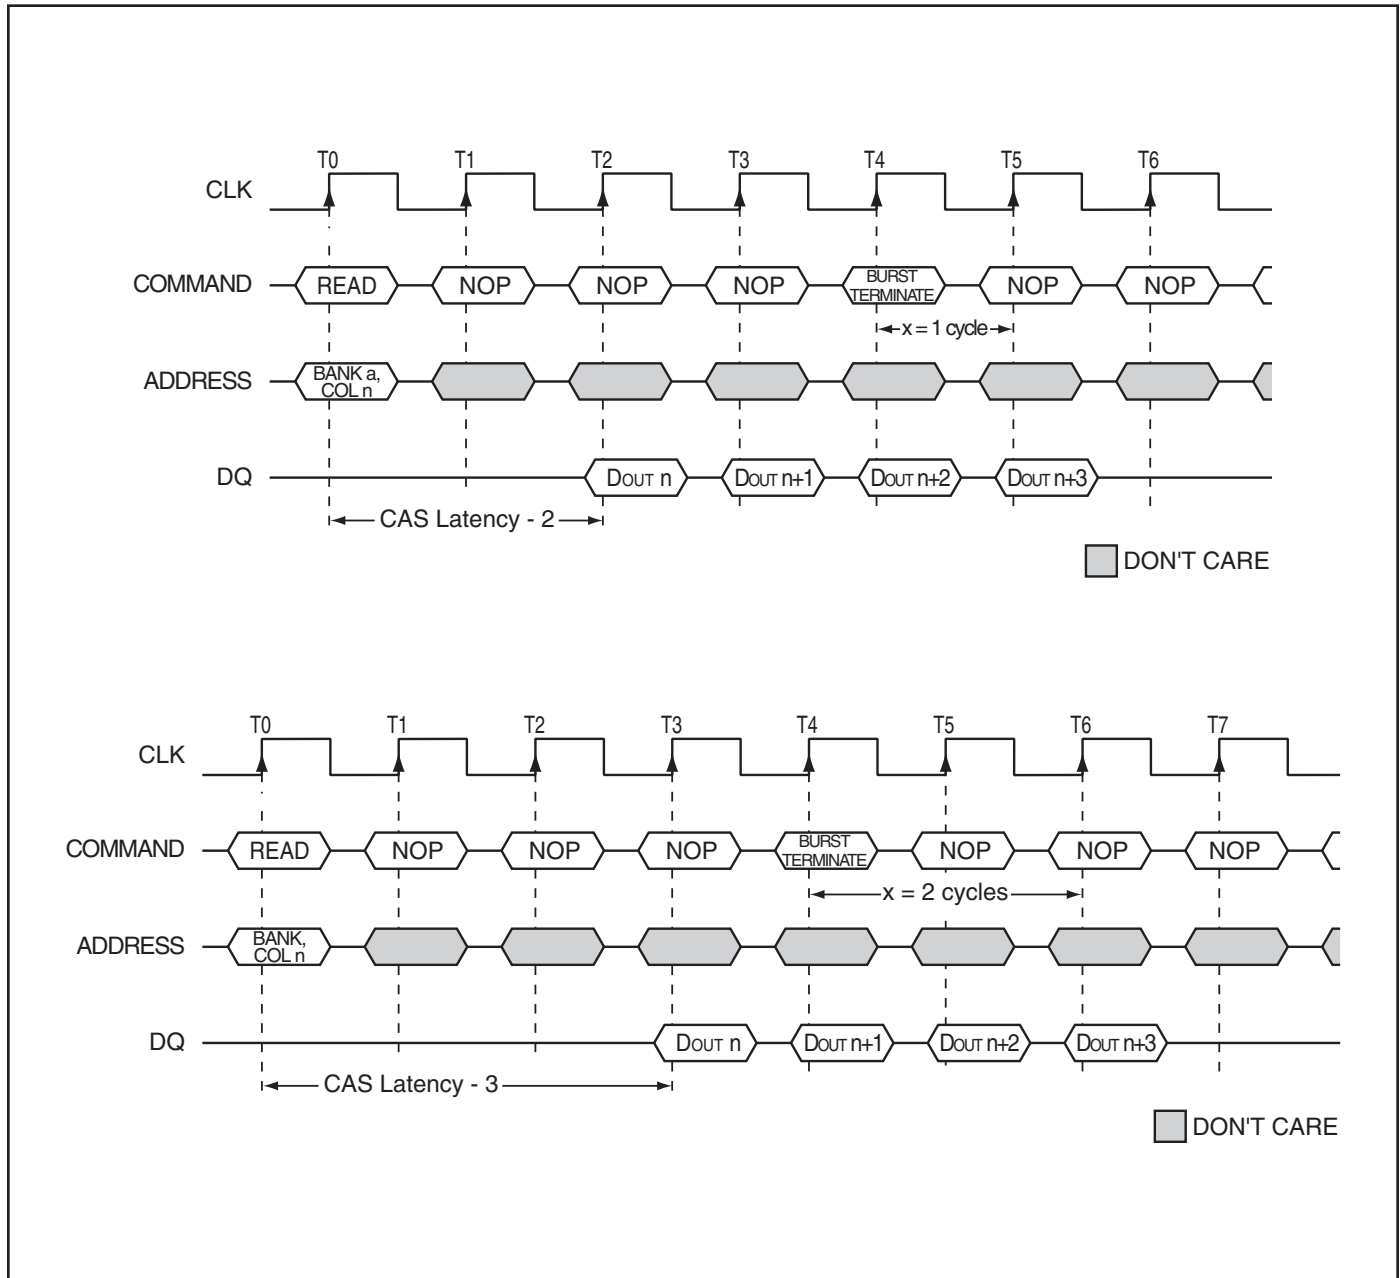 T0 T1 T2 T3 T4 T5 T6
CLK
COMMAND READ NOP NOP NOP BURST TERMINATE NOP NOP
x = 1 cycle
ADDRESS BANK a, COL n
DQ DOUT n DOUT n+1 DOUT n+2 DOUT n+3
CAS Latency - 2
DON'T CARE
T0 T1 T2 T3 T4 T5 T6 T7
CLK
COMMAND READ NOP NOP NOP BURST TERMINATE NOP NOP NOP
x = 2 cycles
ADDRESS BANK, COL n
DQ DOUT n DOUT n+1 DOUT n+2 DOUT n+3
CAS Latency - 3
DON'T CARE